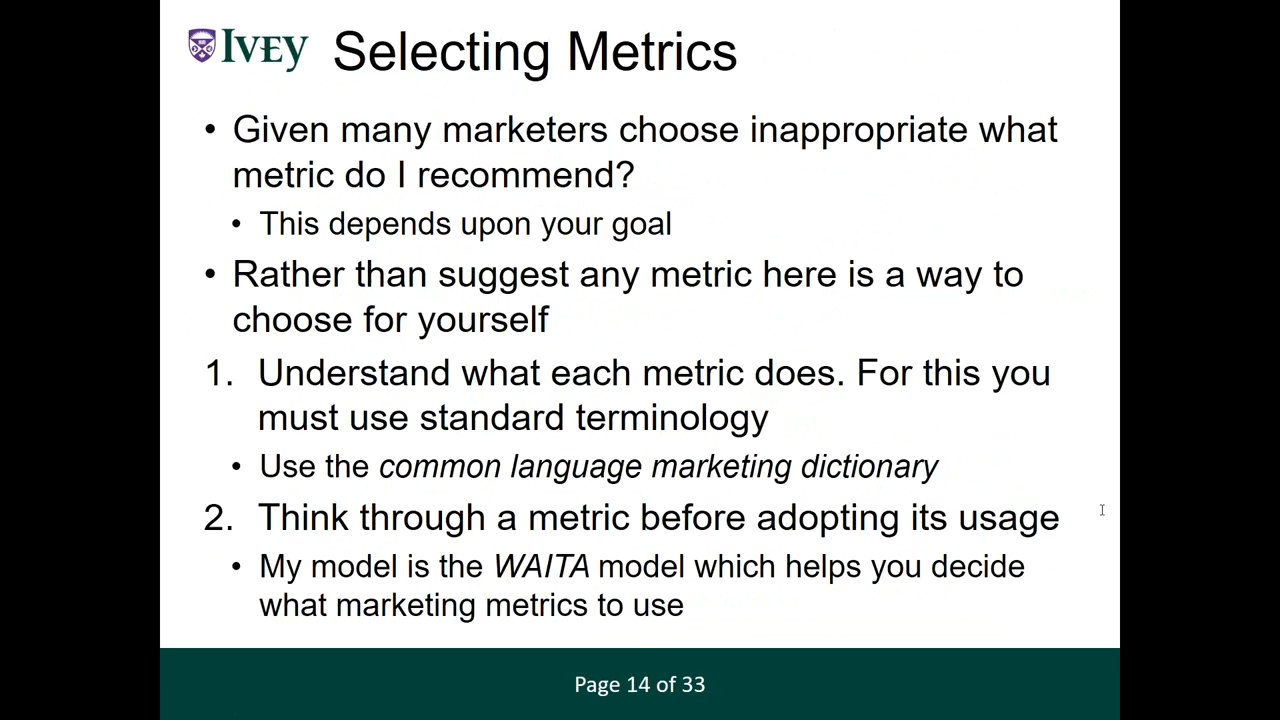 IVEY Selecting Metrics
• Given many marketers choose inappropriate what
metric do I recommend?
• This depends upon your goal
• Rather than suggest any metric here is a way to
choose for yourself
1. Understand what each metric does. For this you
must use standard terminology
• Use the common language marketing dictionary
2. Think through a metric before adopting its usage
• My model is the WAITA model which helps you decide
what marketing metrics to use
Page 14 of 33